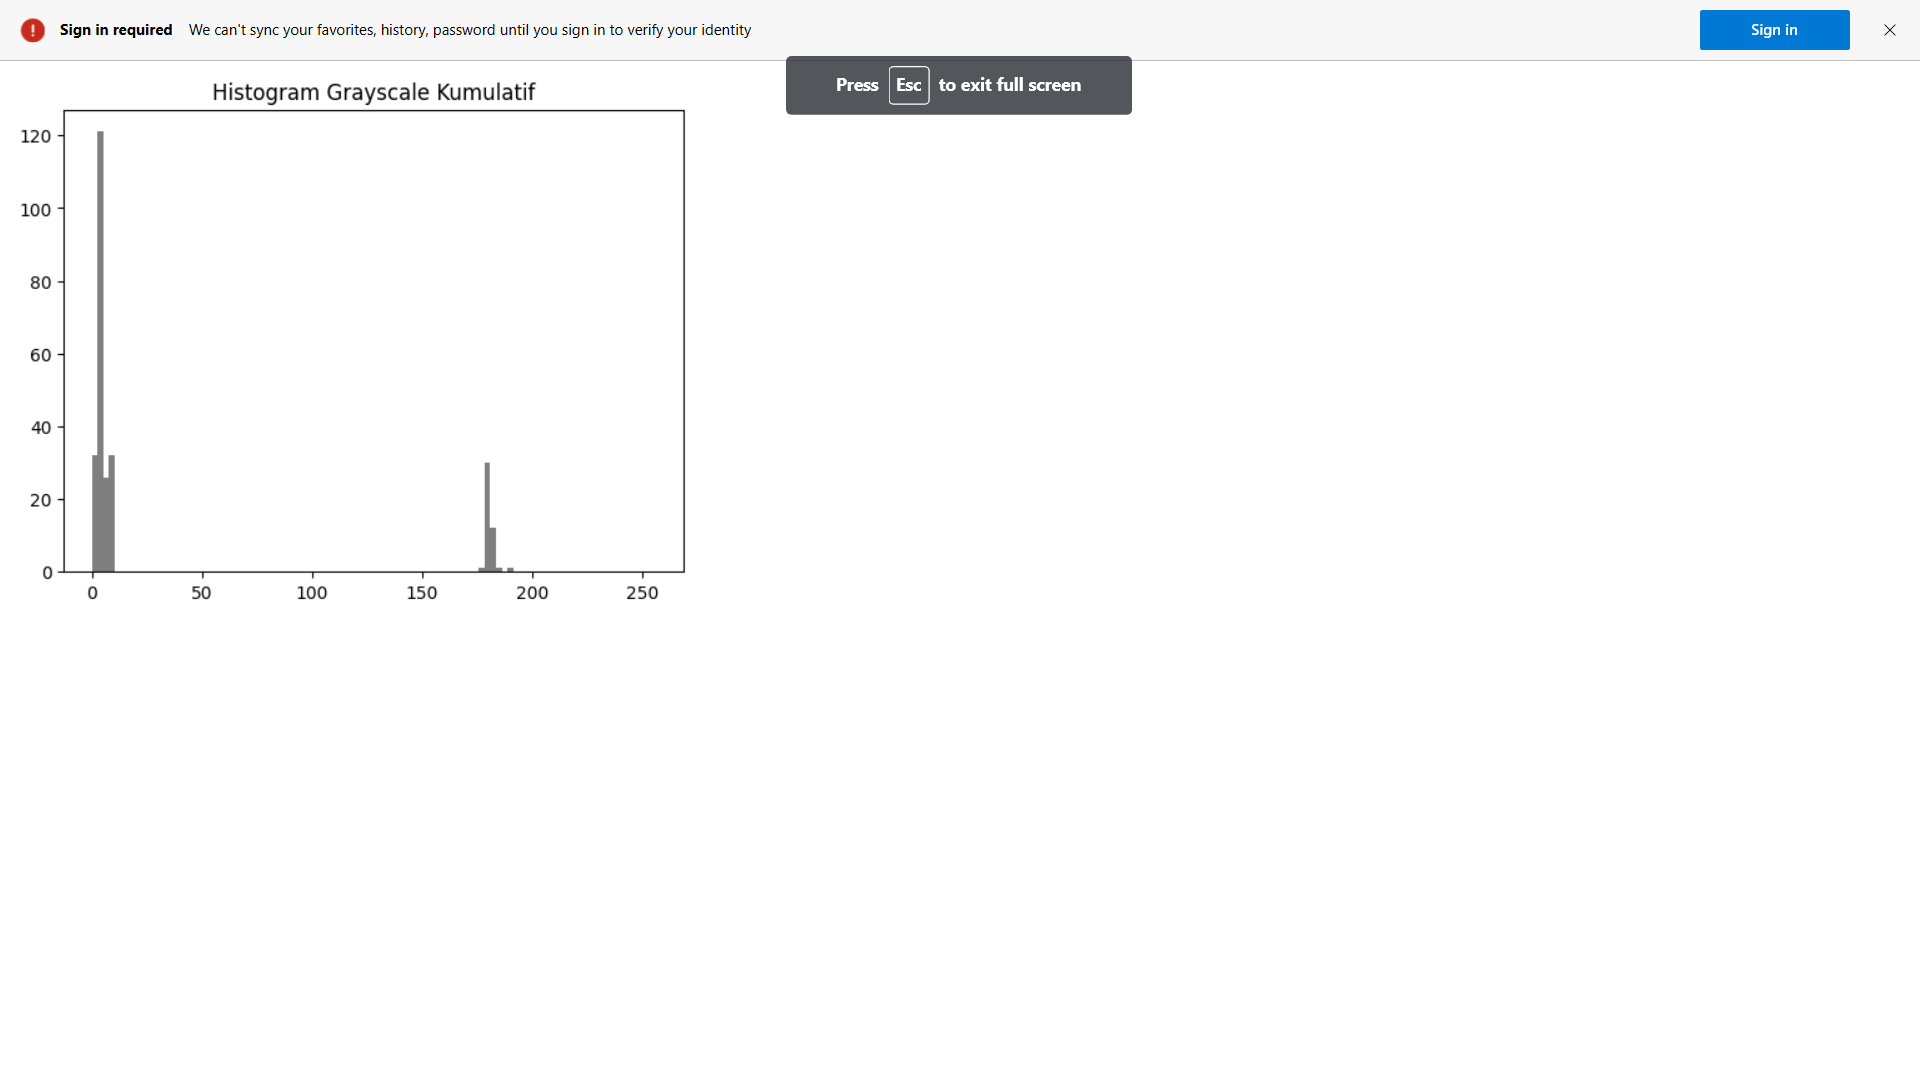 Sign in required We can't sync your favorites, history, password until you sign in to verify your identity
Sign in
Press Esc to exit full screen
Histogram Grayscale Kumulatif
120
100
80
60
40
20
0
0 50 100 150 200 250